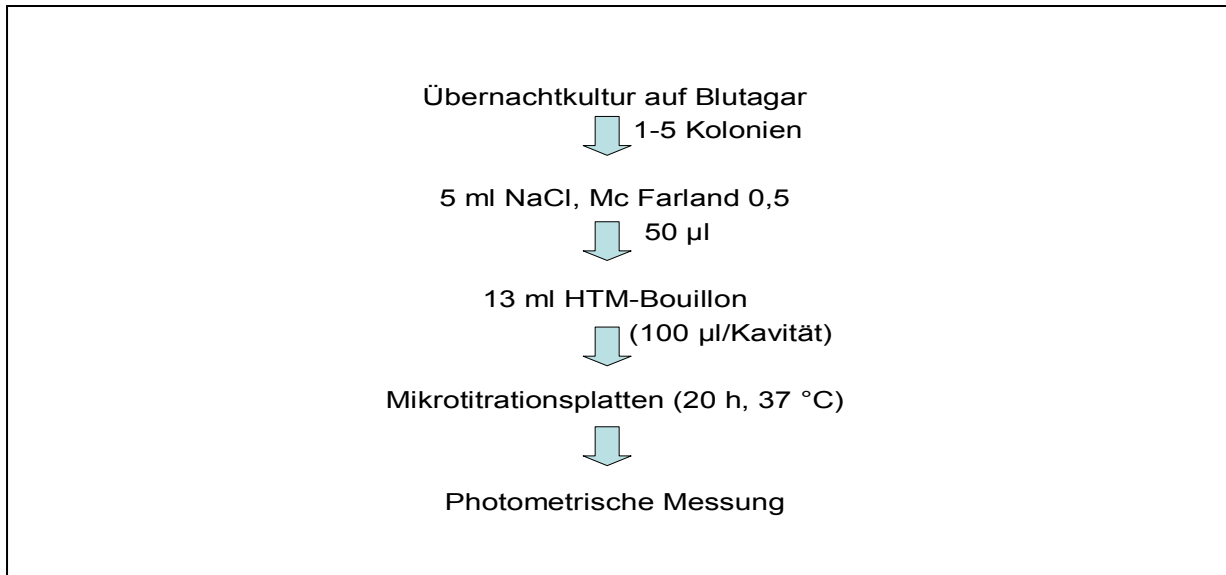 Übernachtkultur auf Blutagar
1-5 Kolonien
5 ml NaCl, Mc Farland 0,5
50 µl
13 ml HTM-Bouillon
(100 µl/Kavität)
Mikrotitrationsplatten (20 h, 37 °C)
Photometrische Messung